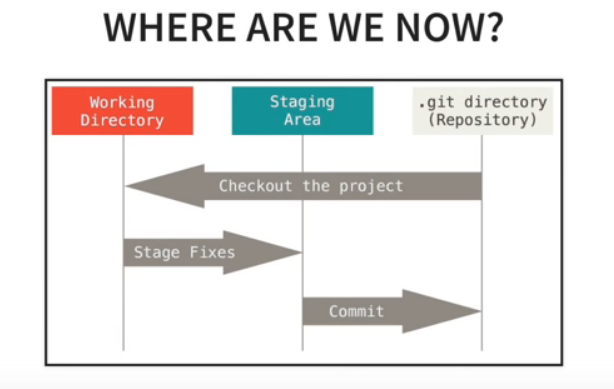 WHERE ARE WE NOW?
Working
Directory
Staging
Area
.git directory
(Repository)
Checkout the project
Stage Fixes
Commit